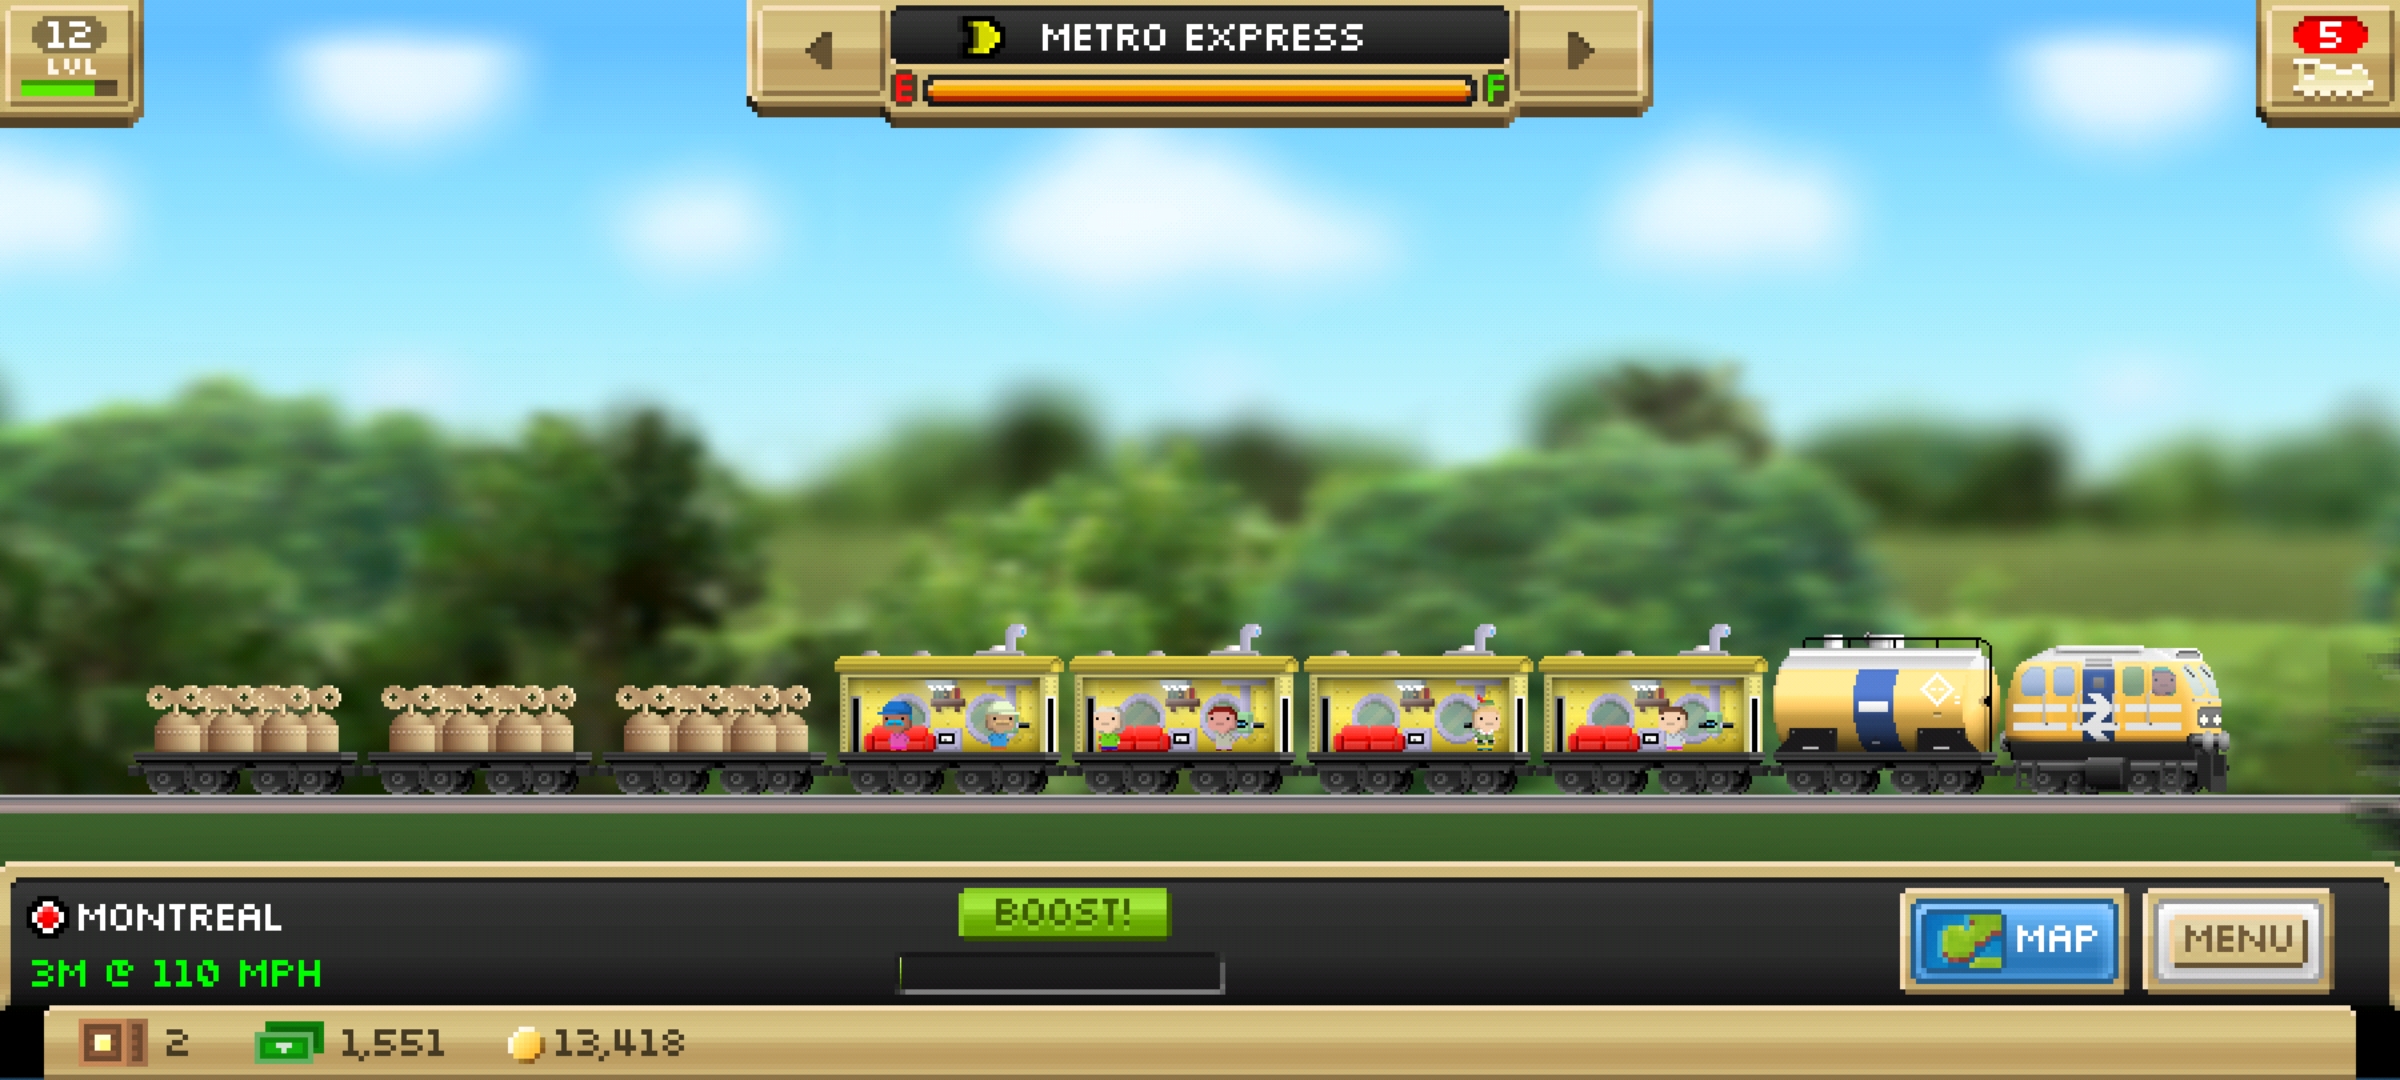 12
LVL
METRO EXPRESS
E F
5
MONTREAL
3M @ 110 MPH
BOOST!
MAP
MENU
2
1,551
13,418